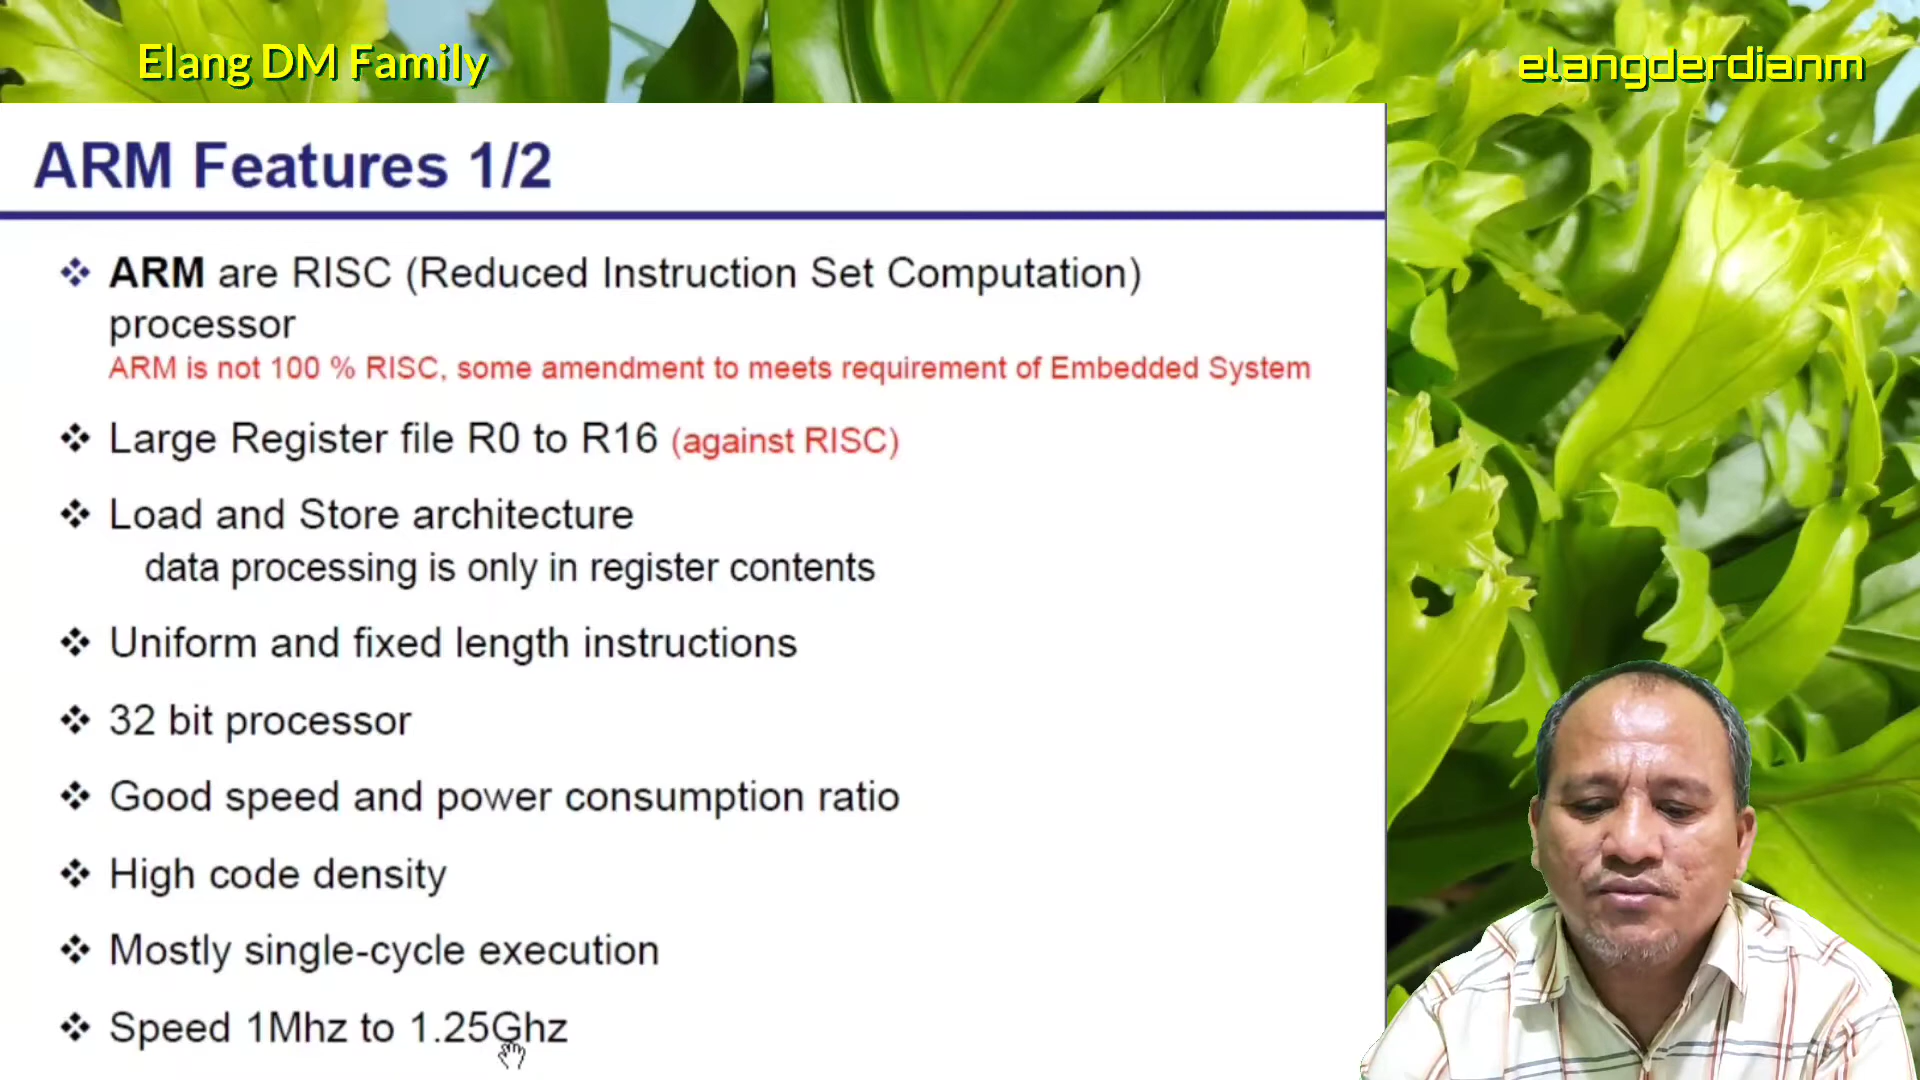 Elang DM Family
elangderdianm
ARM Features 1/2
❖ ARM are RISC (Reduced Instruction Set Computation)
processor
ARM is not 100 % RISC, some amendment to meets requirement of Embedded System
❖ Large Register file R0 to R16 (against RISC)
❖ Load and Store architecture
data processing is only in register contents
❖ Uniform and fixed length instructions
❖ 32 bit processor
❖ Good speed and power consumption ratio
❖ High code density
❖ Mostly single-cycle execution
❖ Speed 1Mhz to 1.25Ghz